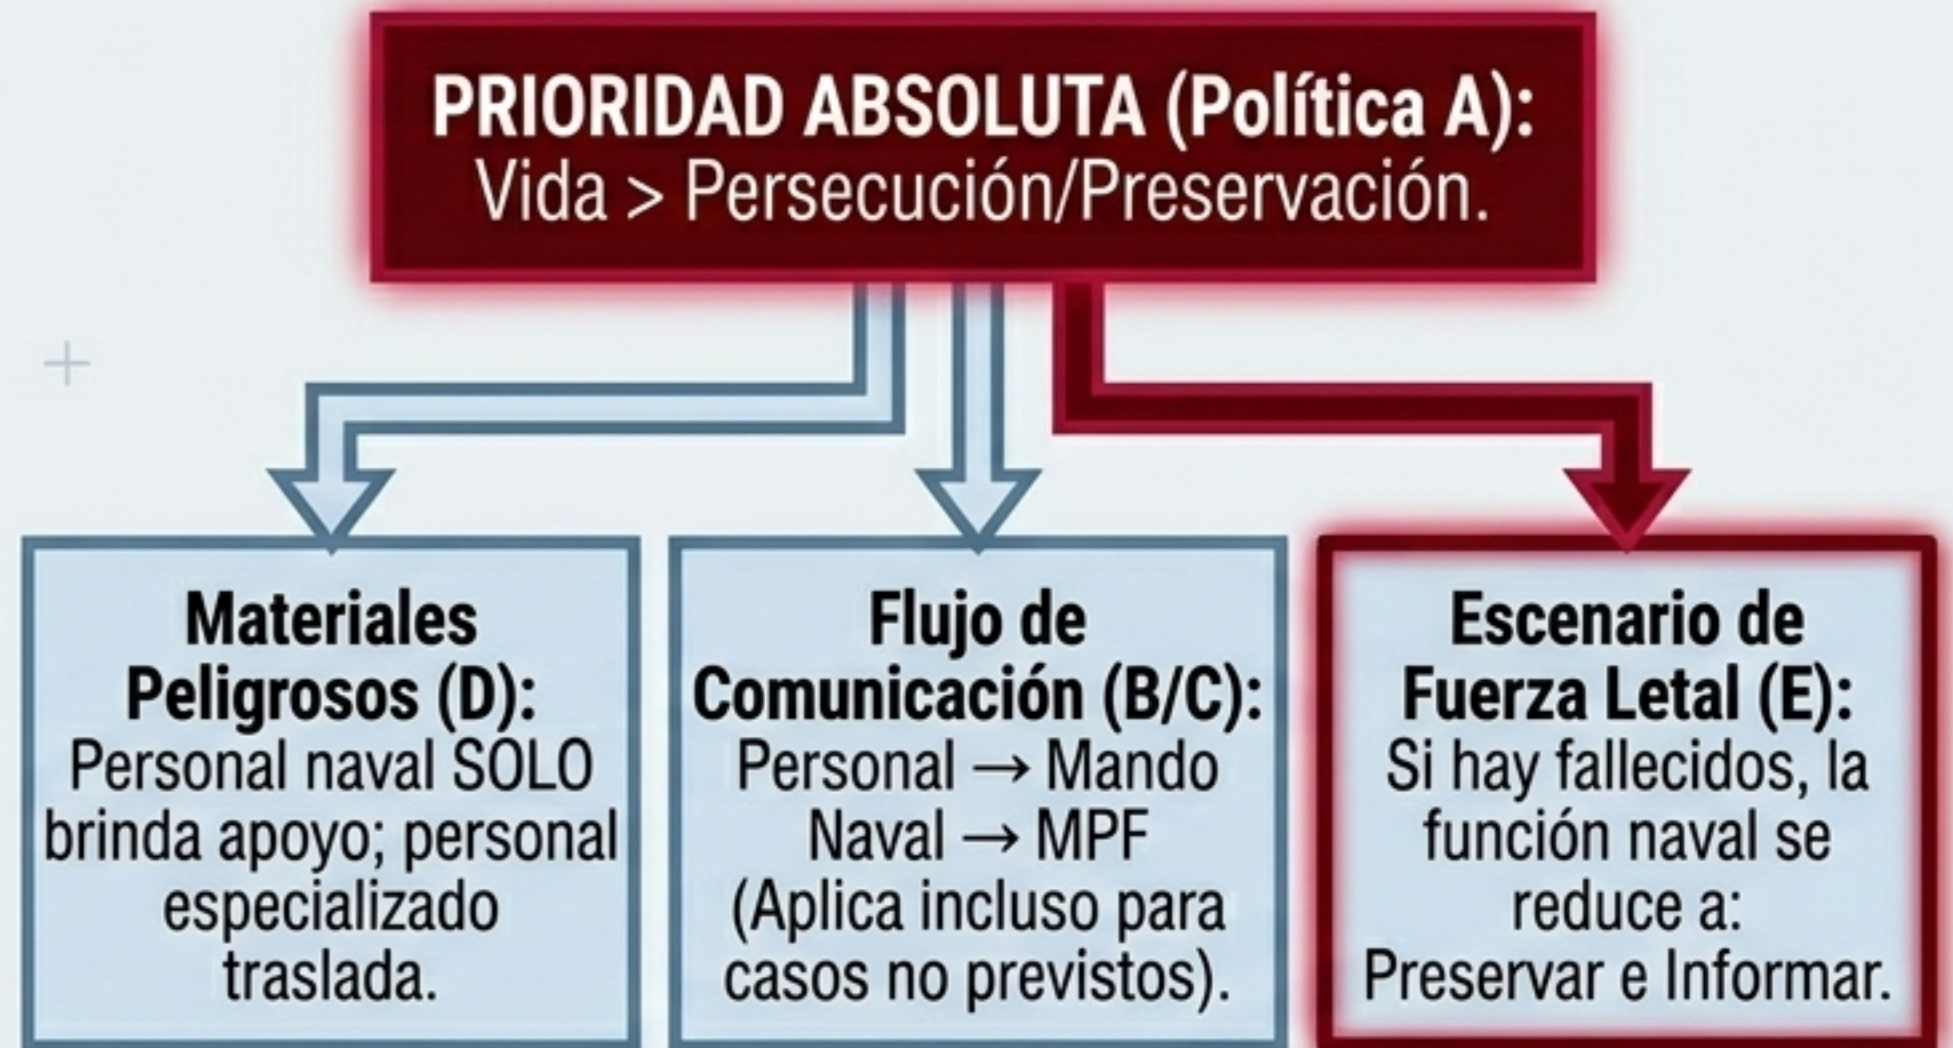 PRIORIDAD ABSOLUTA (Política A):
Vida > Persecución/Preservación.
Materiales
Peligrosos (D):
Personal naval SOLO
brinda apoyo; personal
especializado
traslada.
Flujo de
Comunicación (B/C):
Personal → Mando
Naval → MPF
(Aplica incluso para
casos no previstos).
Escenario de
Fuerza Letal (E):
Si hay fallecidos, la
función naval se
reduce a:
Preservar e Informar.